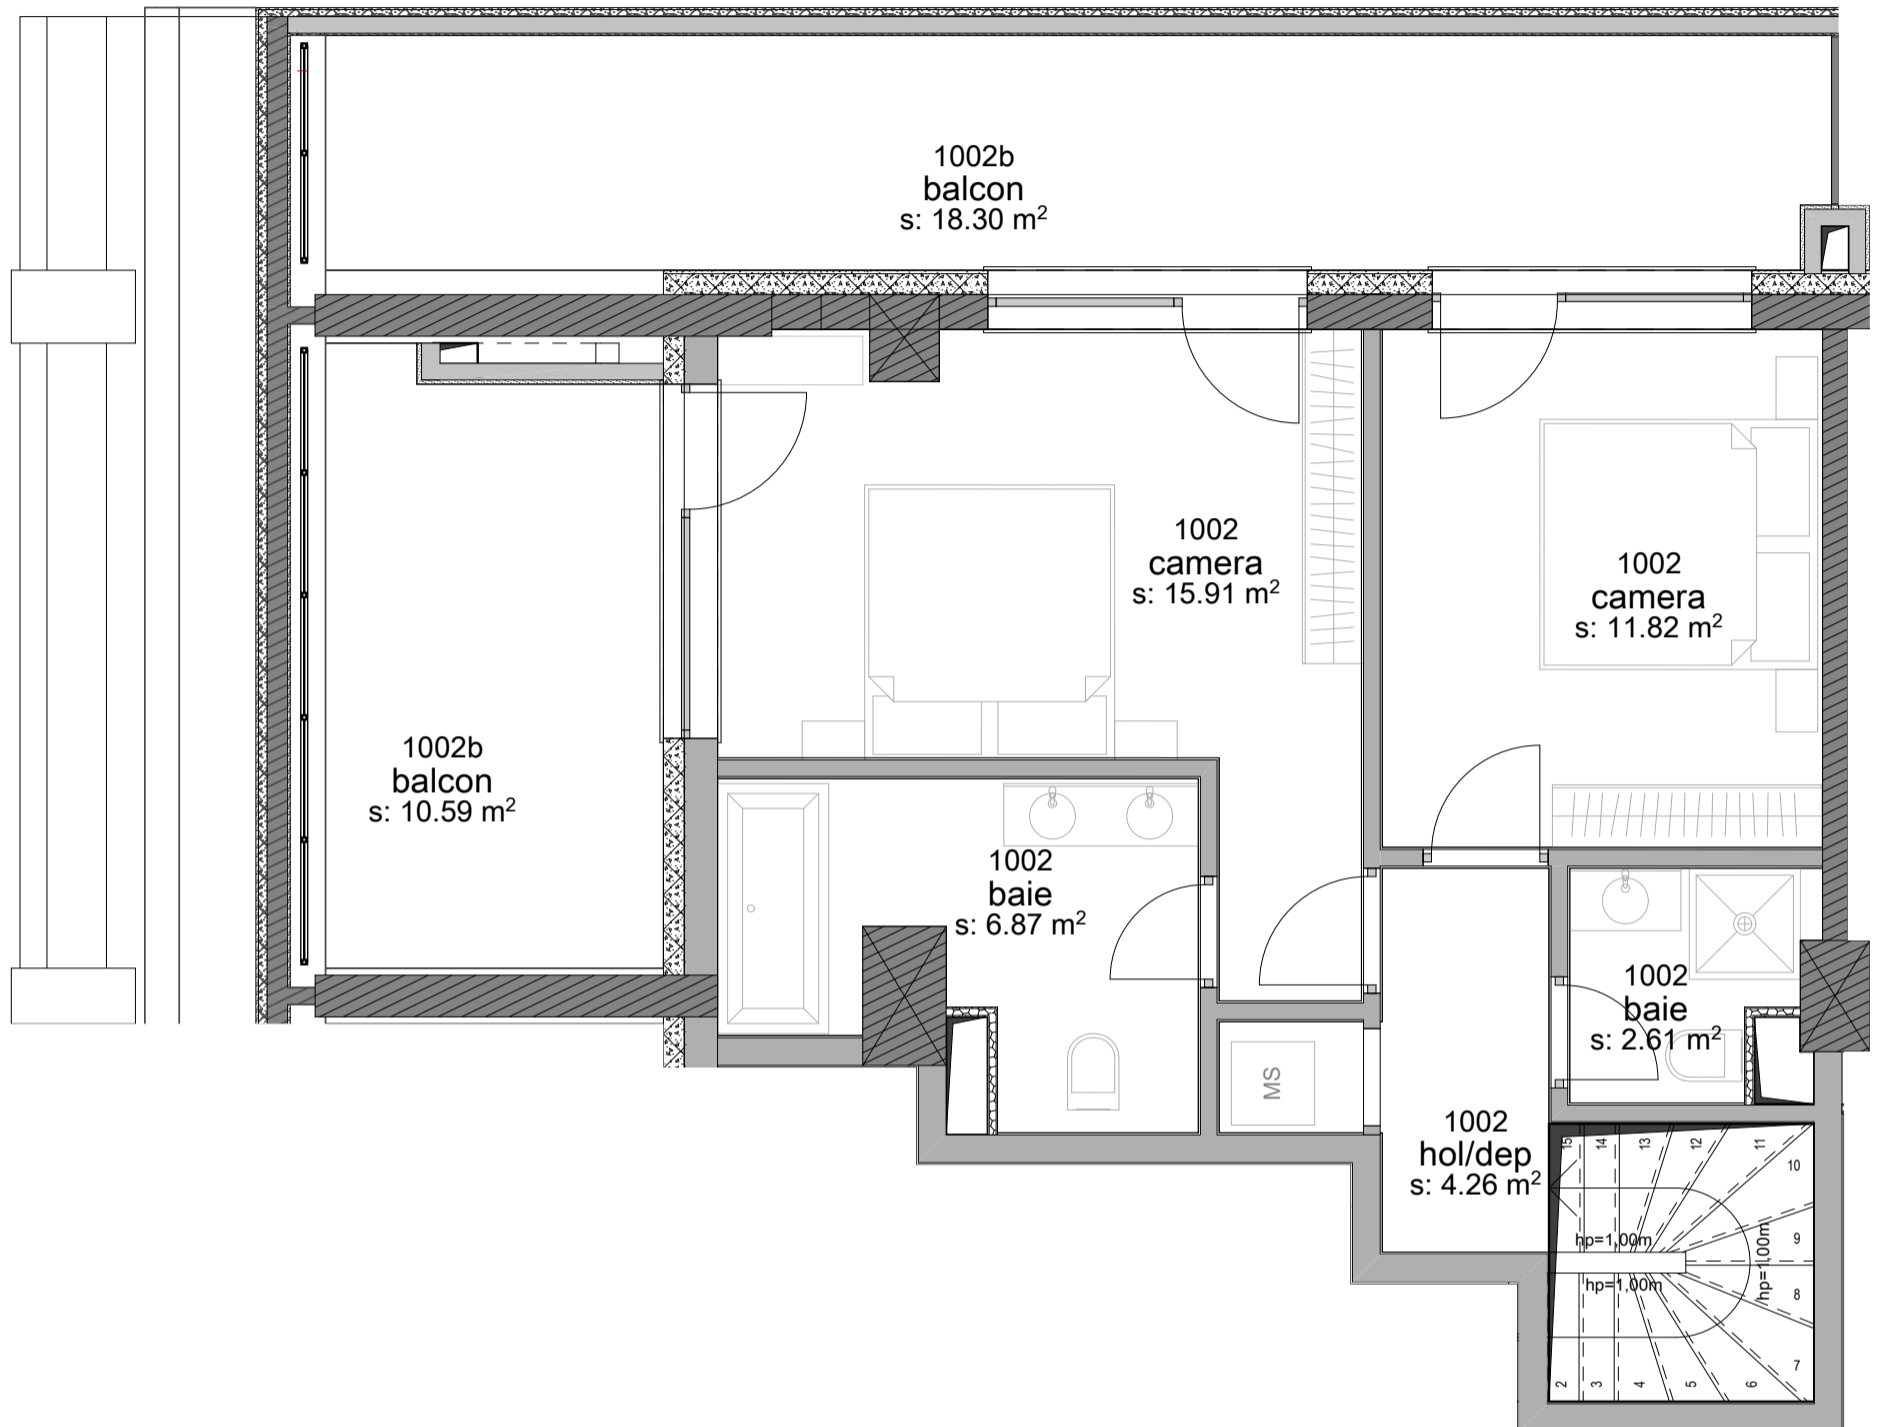 1002b
balcon
s: 18.30 m²
1002
camera
s: 15.91 m²
1002
camera
s: 11.82 m²
1002b
balcon
s: 10.59 m²
1002
baie
s: 6.87 m²
1002
baie
s: 2.61 m²
MS
1002
hol/dep
s: 4.26 m²
15
14
13
12
11
10
9
8
7
6
5
4
3
2
hp=1,00m
hp=1,00m
hp=1,00m